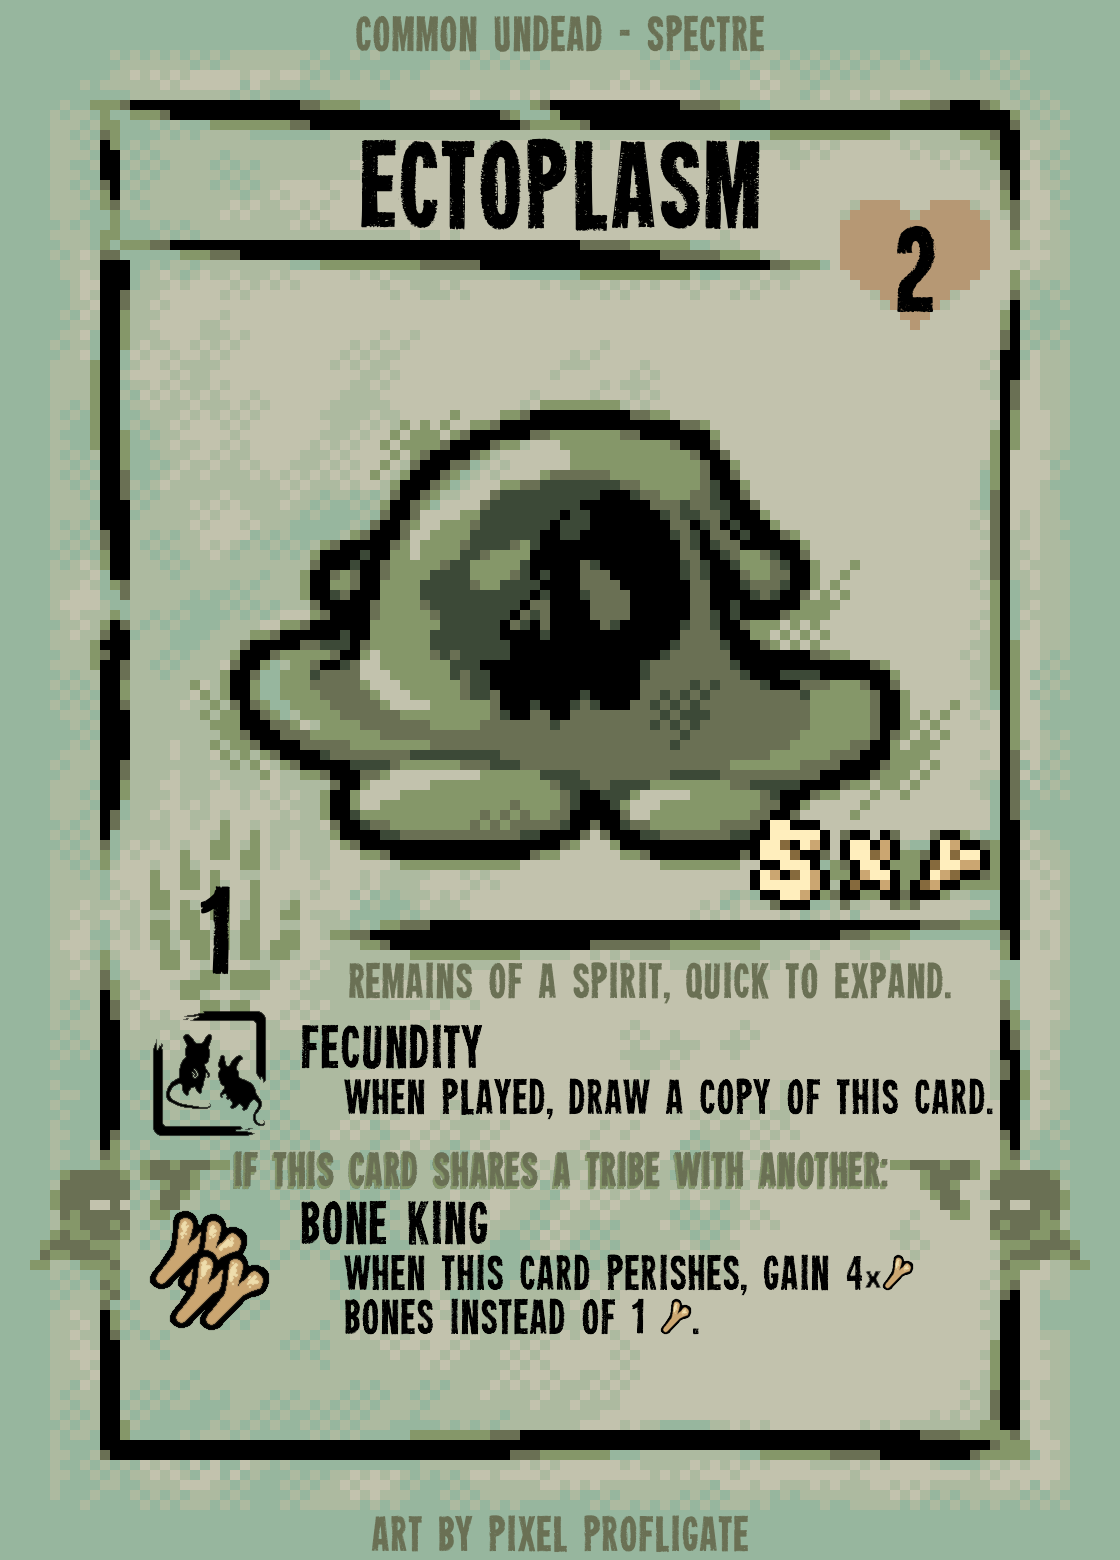 COMMON UNDEAD - SPECTRE
ECTOPLASM
2
5x
1
REMAINS OF A SPIRIT, QUICK TO EXPAND.
FECUNDITY
WHEN PLAYED, DRAW A COPY OF THIS CARD.
IF THIS CARD SHARES A TRIBE WITH ANOTHER:
BONE KING
WHEN THIS CARD PERISHES, GAIN 4x
BONES INSTEAD OF 1 .
ART BY PIXEL PROFLIGATE